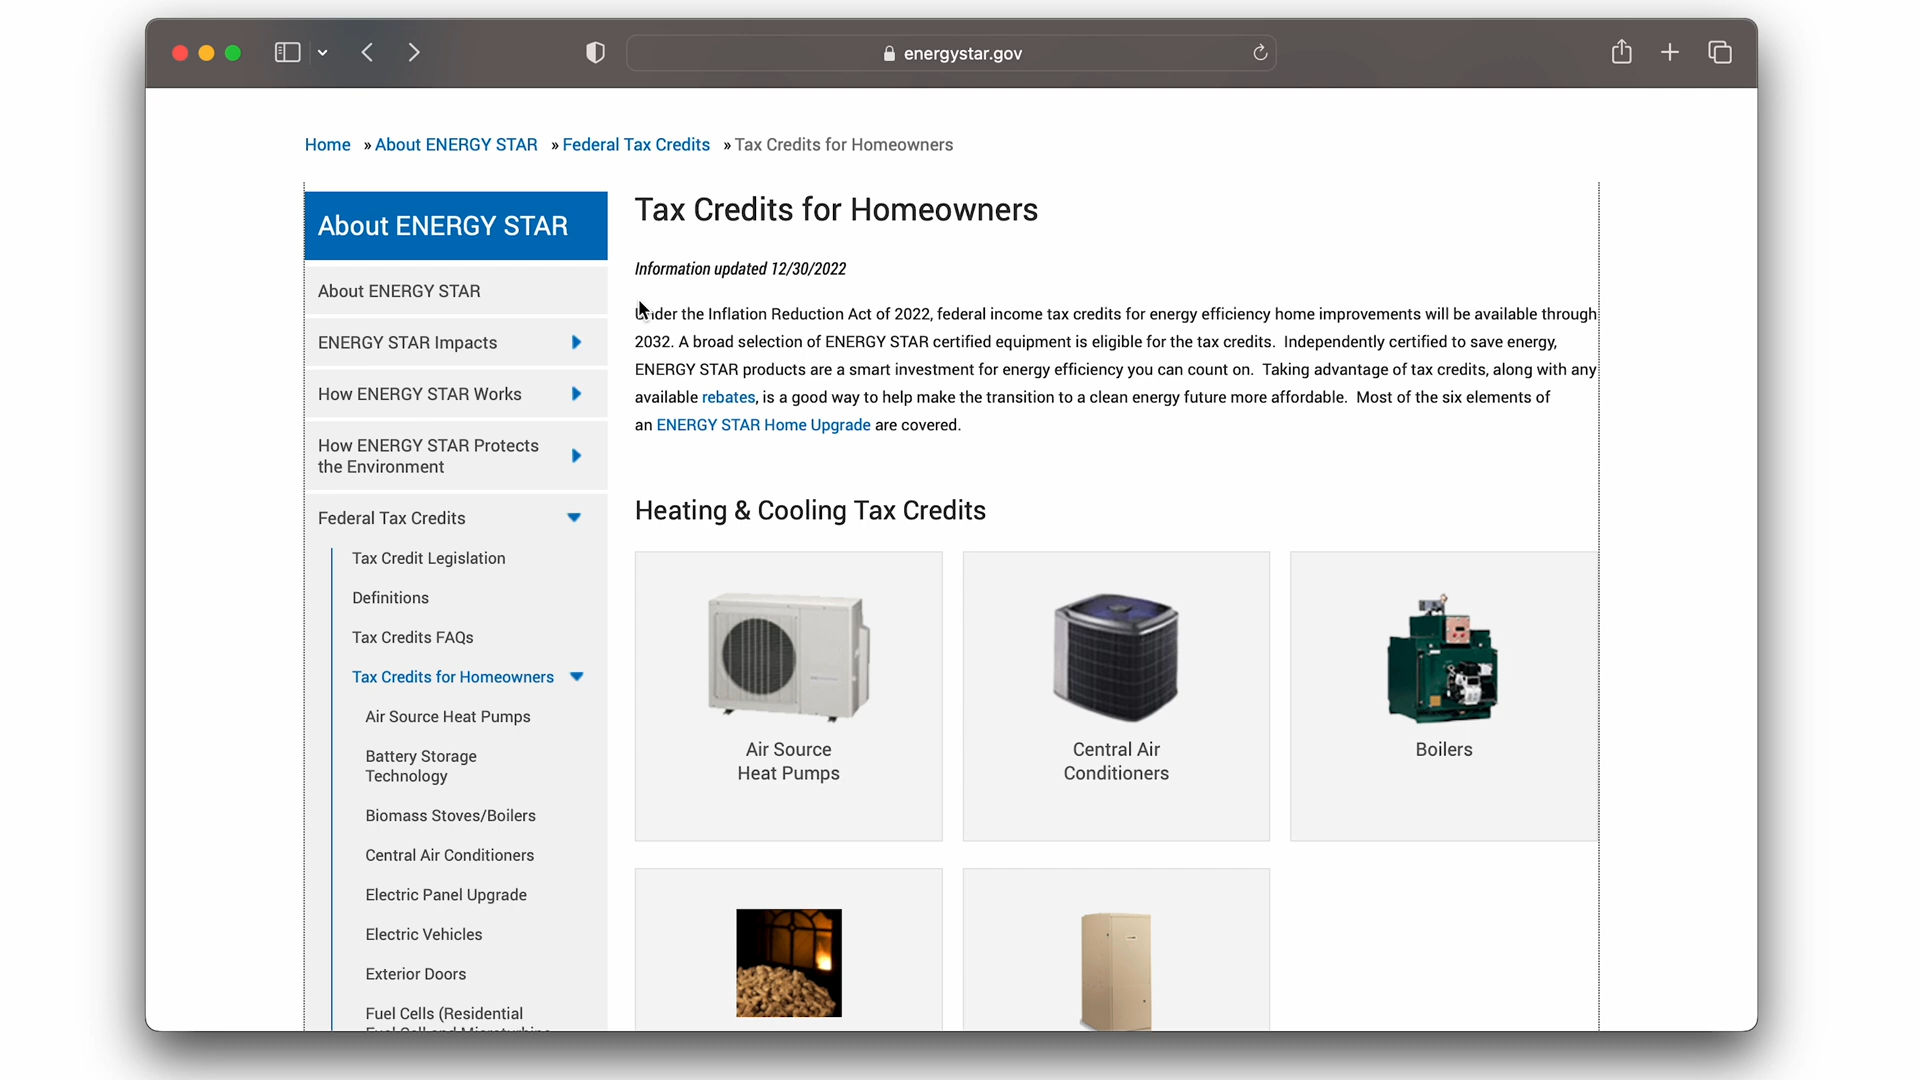 energystar.gov
Home » About ENERGY STAR » Federal Tax Credits » Tax Credits for Homeowners
About ENERGY STAR
About ENERGY STAR
ENERGY STAR Impacts
How ENERGY STAR Works
How ENERGY STAR Protects
the Environment
Federal Tax Credits
Tax Credit Legislation
Definitions
Tax Credits FAQs
Tax Credits for Homeowners
Air Source Heat Pumps
Battery Storage
Technology
Biomass Stoves/Boilers
Central Air Conditioners
Electric Panel Upgrade
Electric Vehicles
Exterior Doors
Fuel Cells (Residential
Fuel Cell and Microturbine
Tax Credits for Homeowners
Information updated 12/30/2022
Under the Inflation Reduction Act of 2022, federal income tax credits for energy efficiency home improvements will be available through
2032. A broad selection of ENERGY STAR certified equipment is eligible for the tax credits. Independently certified to save energy,
ENERGY STAR products are a smart investment for energy efficiency you can count on. Taking advantage of tax credits, along with any
available rebates, is a good way to help make the transition to a clean energy future more affordable. Most of the six elements of
an ENERGY STAR Home Upgrade are covered.
Heating & Cooling Tax Credits
Air Source
Heat Pumps
Central Air
Conditioners
Boilers